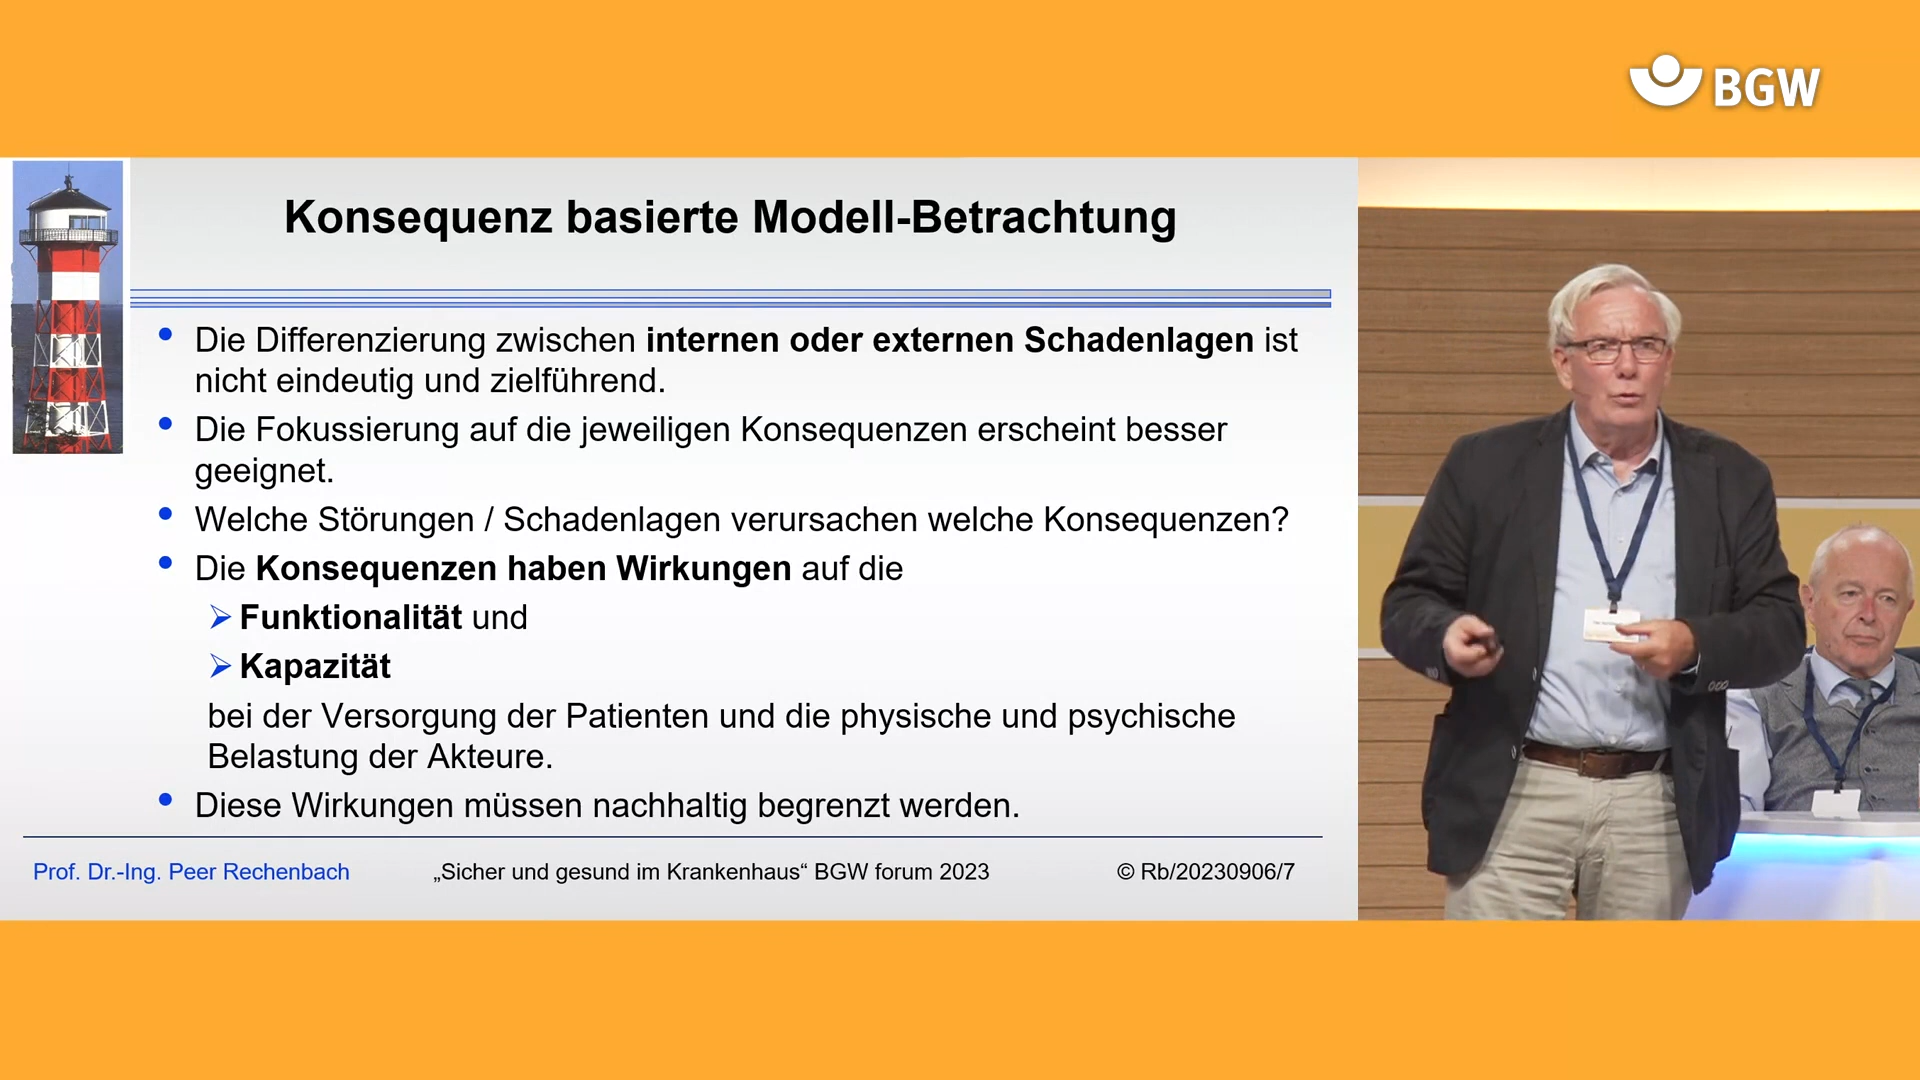 BGW
Konsequenz basierte Modell-Betrachtung
Die Differenzierung zwischen internen oder externen Schadenlagen ist
nicht eindeutig und zielführend.
Die Fokussierung auf die jeweiligen Konsequenzen erscheint besser
geeignet.
Welche Störungen / Schadenlagen verursachen welche Konsequenzen?
Die Konsequenzen haben Wirkungen auf die
Funktionalität und
Kapazität
bei der Versorgung der Patienten und die physische und psychische
Belastung der Akteure.
Diese Wirkungen müssen nachhaltig begrenzt werden.
Prof. Dr.-Ing. Peer Rechenbach
„Sicher und gesund im Krankenhaus“ BGW forum 2023
© Rb/20230906/7